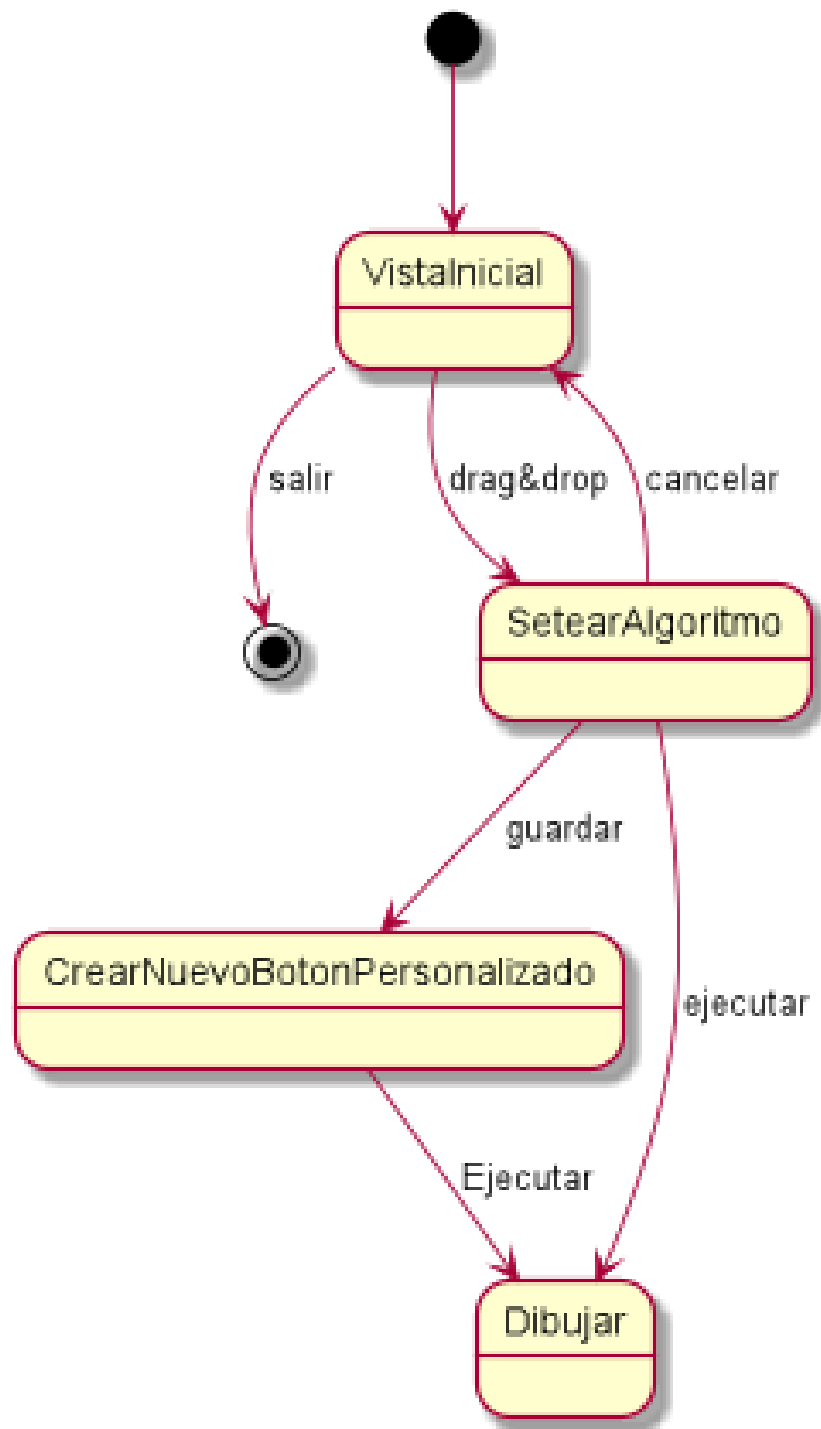 VistaInicial
salir
drag&drop
cancelar
SetearAlgoritmo
guardar
CrearNuevoBotonPersonalizado
ejecutar
Ejecutar
Dibujar